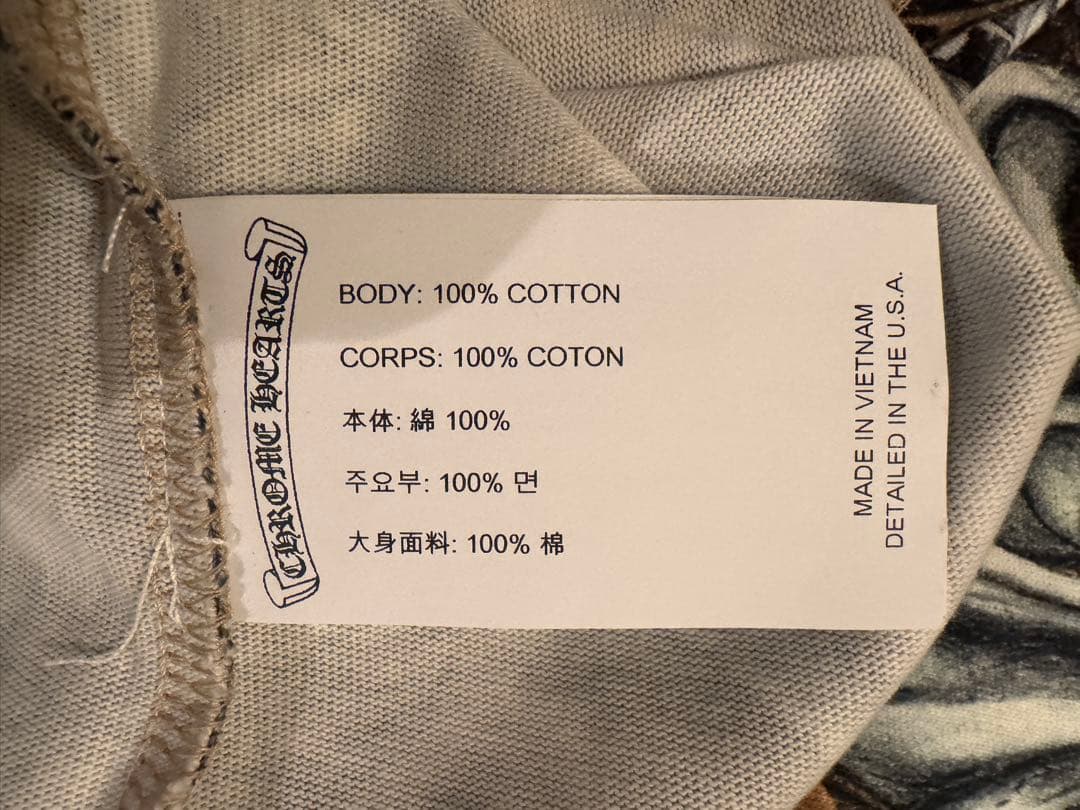 CHROME HEARTS
BODY: 100% COTTON
CORPS: 100% COTON
本体: 綿 100%
주요부: 100% 면
大身面料: 100% 棉
MADE IN VIETNAM
DETAILED IN THE U.S.A.